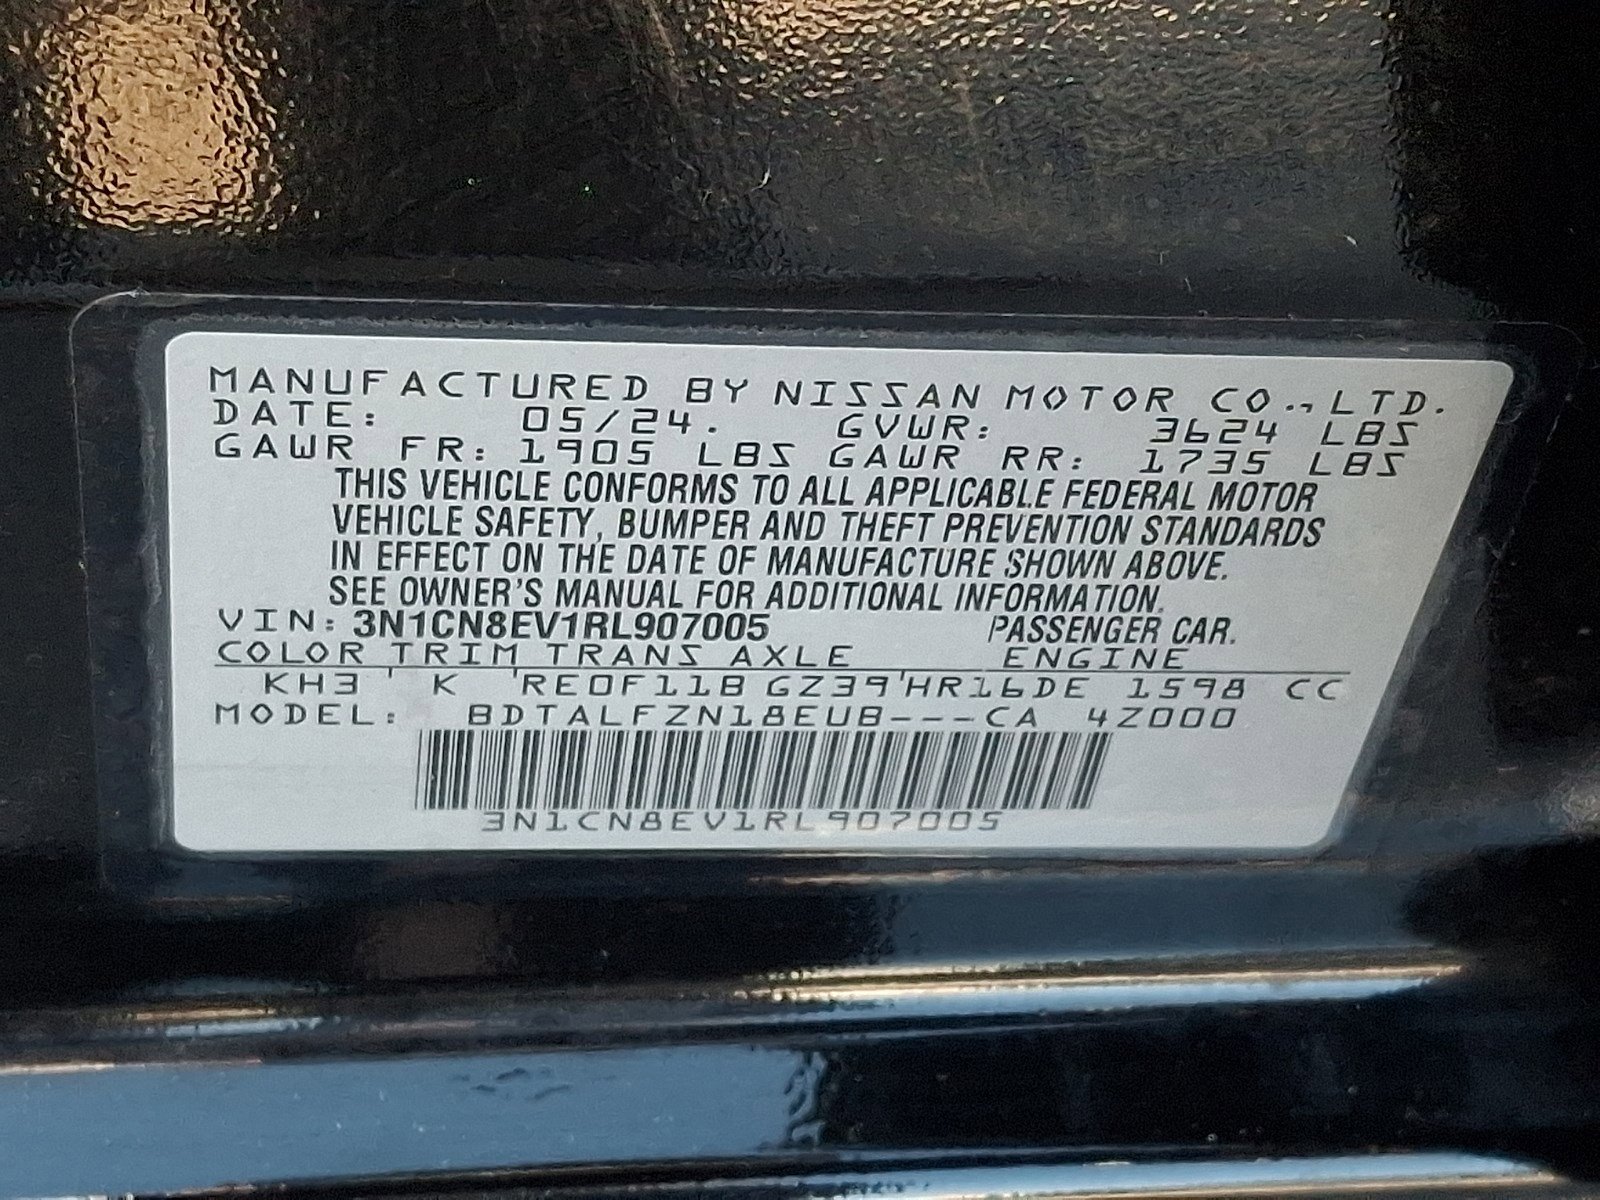 MANUFACTURED BY NISSAN MOTOR CO., LTD.
DATE: 05/24. GVWR: 3624 LBS
GAWR FR: 1905 LBS GAWR RR: 1735 LBS
THIS VEHICLE CONFORMS TO ALL APPLICABLE FEDERAL MOTOR
VEHICLE SAFETY, BUMPER AND THEFT PREVENTION STANDARDS
IN EFFECT ON THE DATE OF MANUFACTURE SHOWN ABOVE.
SEE OWNER'S MANUAL FOR ADDITIONAL INFORMATION.
VIN: 3N1CN8EV1RL907005 PASSENGER CAR.
COLOR TRIM TRANS AXLE ENGINE
KH3 ' K 'RE0F11B GZ39'HR16DE 1598 CC
MODEL: BDTALFZN18EUB---CA 4Z000
3N1CN8EV1RL907005